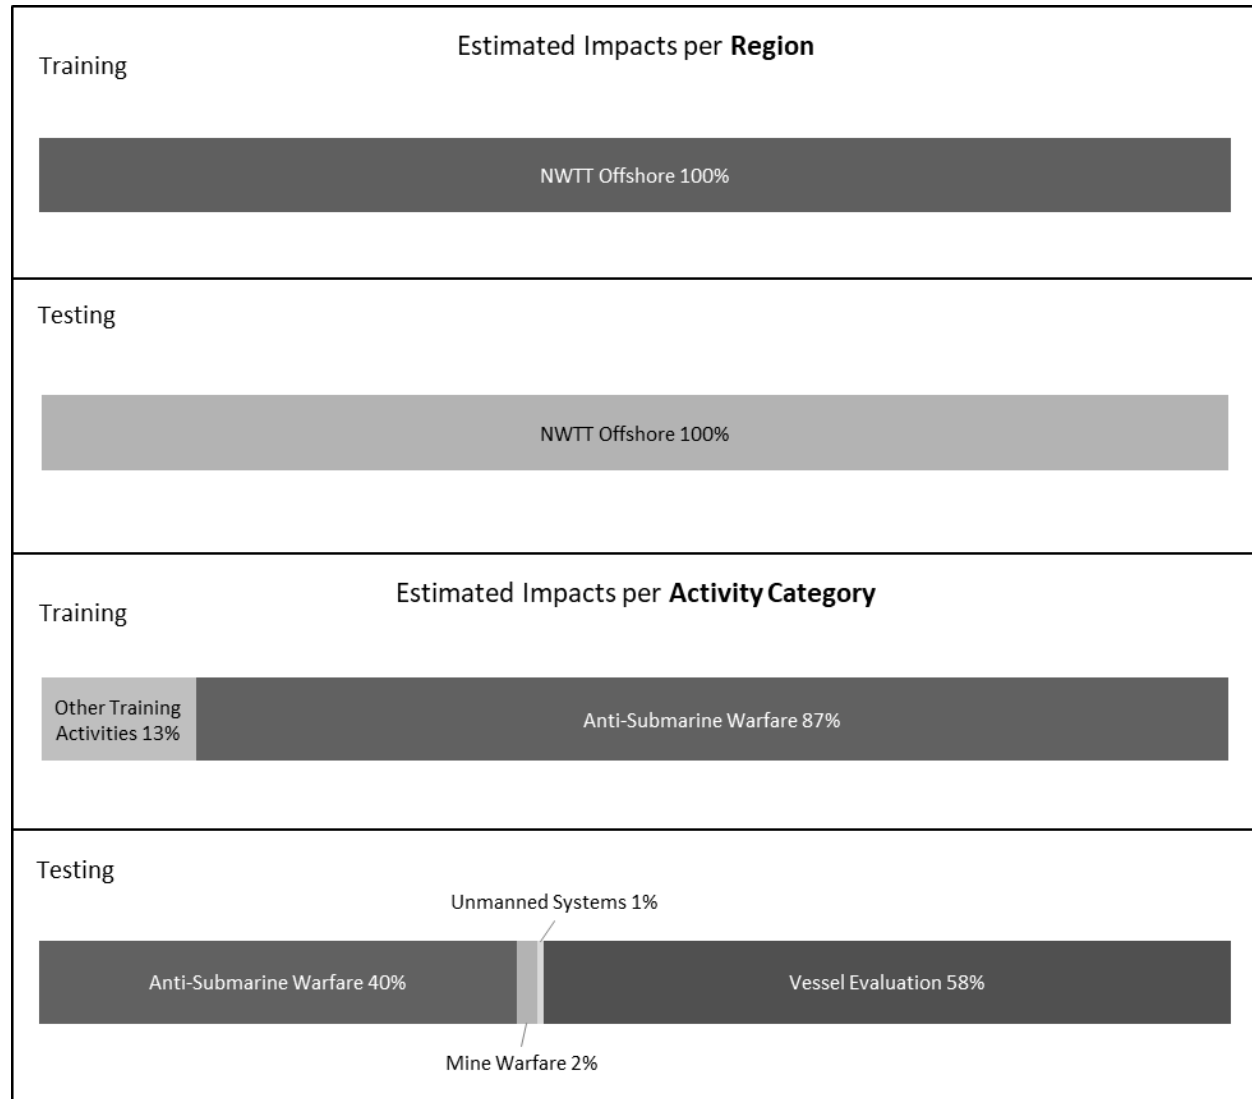 Estimated Impacts per Region
Training
NWTT Offshore 100%
Testing
NWTT Offshore 100%
Estimated Impacts per Activity Category
Training
Other Training
Activities 13%
Anti-Submarine Warfare 87%
Testing
Unmanned Systems 1%
Anti-Submarine Warfare 40%
Vessel Evaluation 58%
Mine Warfare 2%